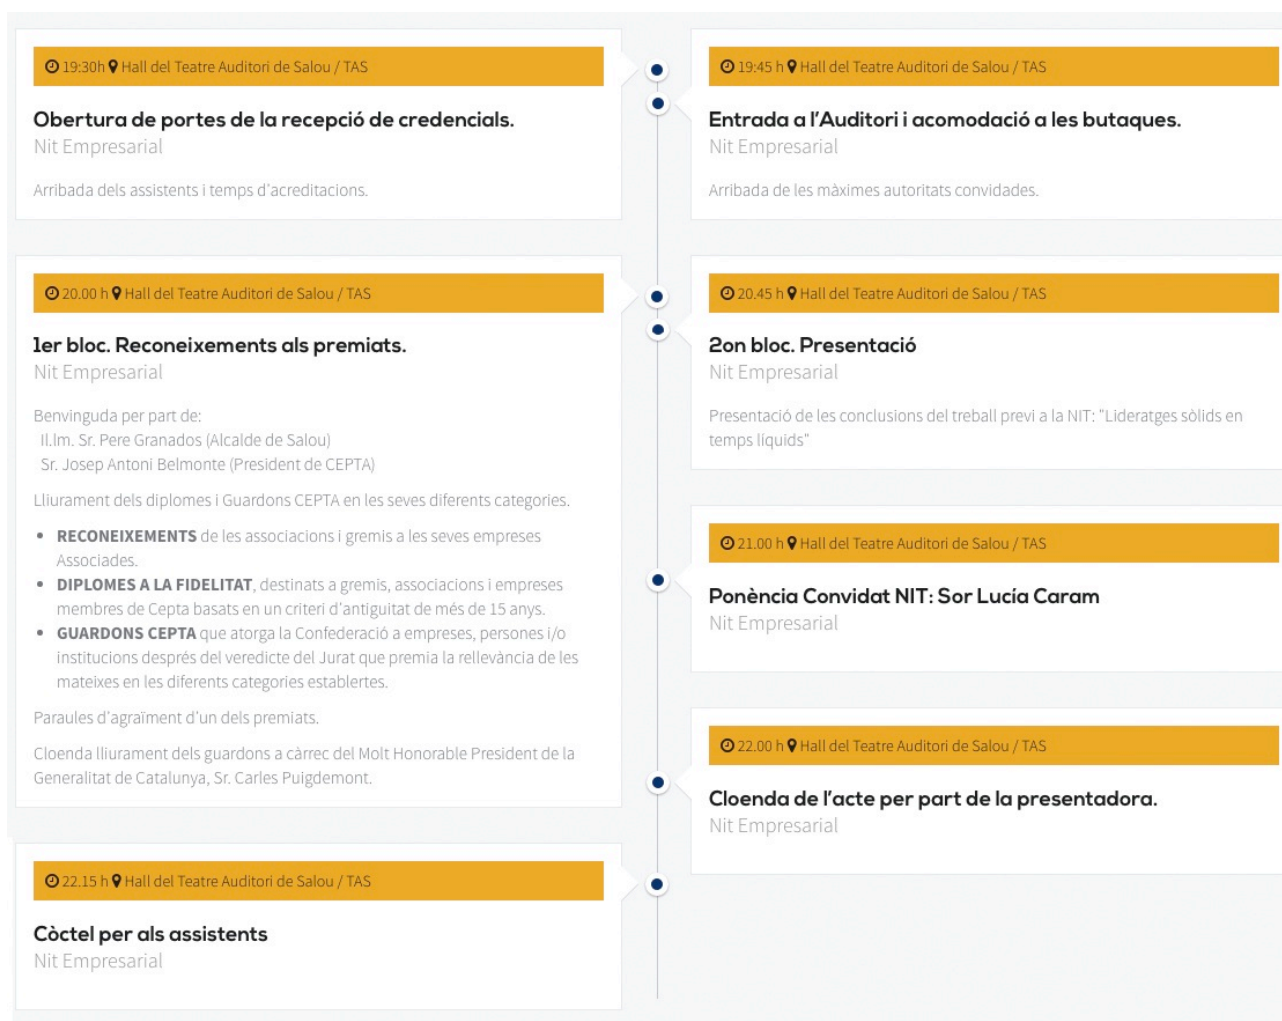 19:30h Hall del Teatre Auditori de Salou / TAS
Obertura de portes de la recepció de credencials.
Nit Empresarial
Arribada dels assistents i temps d'acreditacions.
19:45 h Hall del Teatre Auditori de Salou / TAS
Entrada a l'Auditori i acomodació a les butaques.
Nit Empresarial
Arribada de les màximes autoritats convidades.
20.00 h Hall del Teatre Auditori de Salou / TAS
1er bloc. Reconeixements als premiats.
Nit Empresarial
Benvinguda per part de:
Il.lm. Sr. Pere Granados (Alcalde de Salou)
Sr. Josep Antoni Belmonte (President de CEPTA)
Lliurament dels diplomes i Guardons CEPTA en les seves diferents categories.
• RECONEIXEMENTS de les associacions i gremis a les seves empreses
Associades.
• DIPLOMES A LA FIDELITAT, destinats a gremis, associacions i empreses
membres de Cepta basats en un criteri d'antiguitat de més de 15 anys.
• GUARDONS CEPTA que atorga la Confederació a empreses, persones i/o
institucions després del veredicte del Jurat que premia la rellevància de les
mateixes en les diferents categories establertes.
Paraules d'agraïment d'un dels premiats.
Cloenda lliurament dels guardons a càrrec del Molt Honorable President de la
Generalitat de Catalunya, Sr. Carles Puigdemont.
20.45 h Hall del Teatre Auditori de Salou / TAS
2on bloc. Presentació
Nit Empresarial
Presentació de les conclusions del treball previ a la NIT: "Lideratges sòlids en
temps líquids"
21.00 h Hall del Teatre Auditori de Salou / TAS
Ponència Convidat NIT: Sor Lucía Caram
Nit Empresarial
22.00 h Hall del Teatre Auditori de Salou / TAS
Cloenda de l'acte per part de la presentadora.
Nit Empresarial
22.15 h Hall del Teatre Auditori de Salou / TAS
Còctel per als assistents
Nit Empresarial